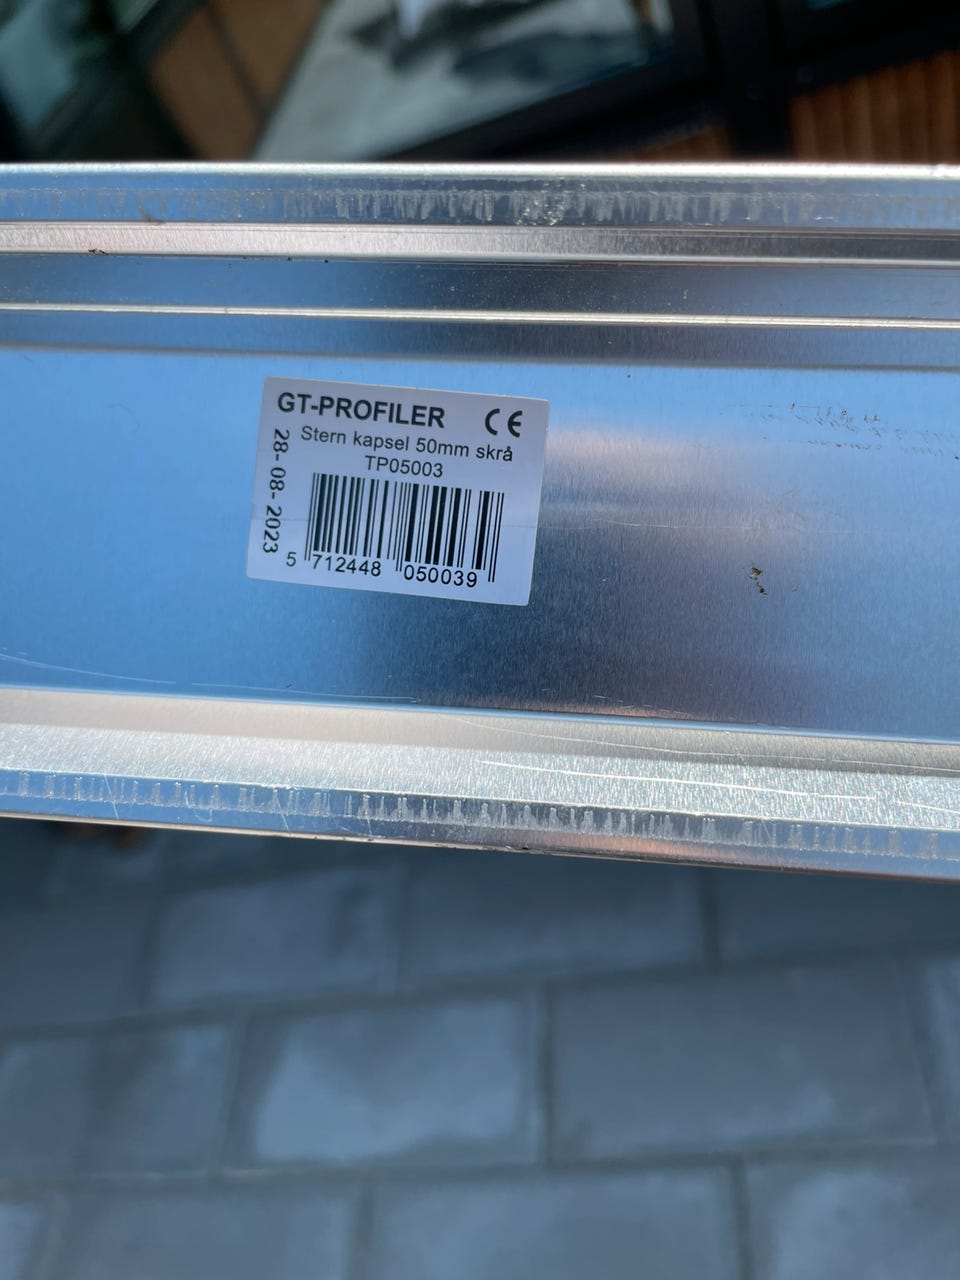 GT-PROFILER CE
Stern kapsel 50mm skrå
TP05003
28-08-2023
5 712448 050039